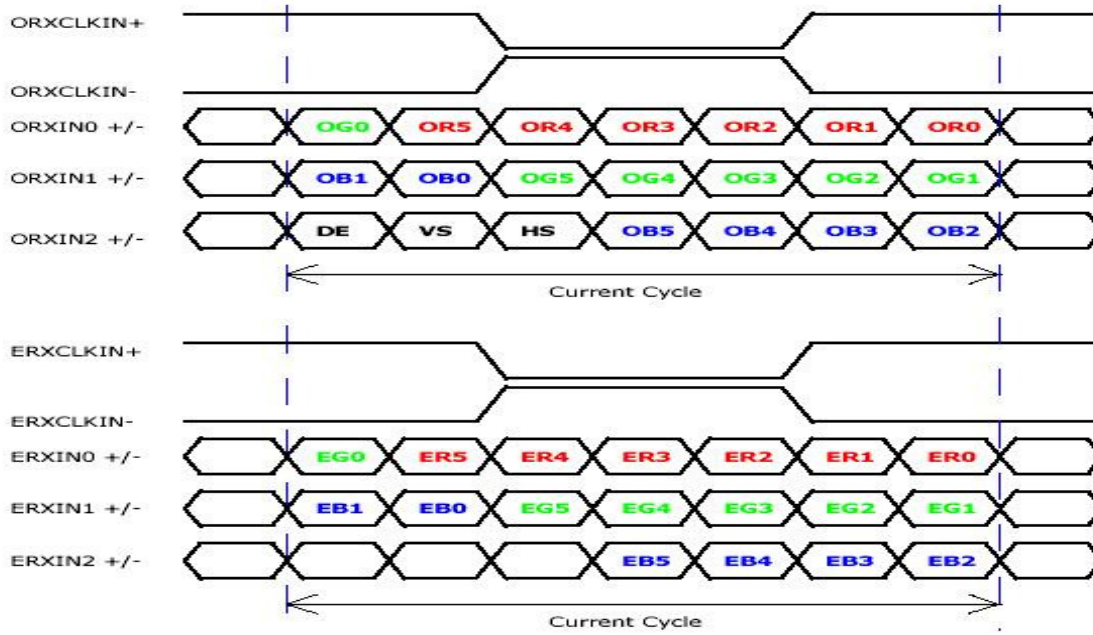 ORXCLKIN+
ORXCLKIN-
ORXIN0 +/- OG0 OR5 OR4 OR3 OR2 OR1 OR0
ORXIN1 +/- OB1 OB0 OG5 OG4 OG3 OG2 OG1
ORXIN2 +/- DE VS HS OB5 OB4 OB3 OB2
Current Cycle
ERXCLKIN+
ERXCLKIN-
ERXIN0 +/- EG0 ER5 ER4 ER3 ER2 ER1 ER0
ERXIN1 +/- EB1 EB0 EG5 EG4 EG3 EG2 EG1
ERXIN2 +/- EB5 EB4 EB3 EB2
Current Cycle